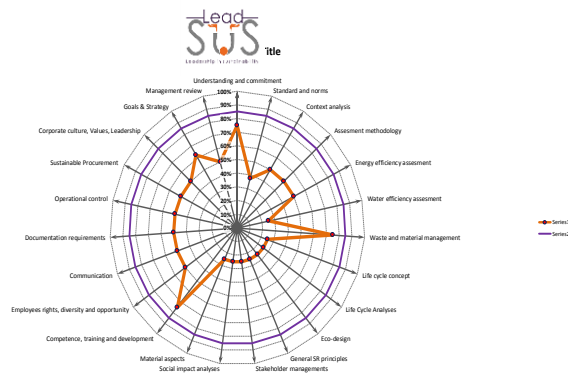 Lead
SUS
itle
Understanding and commitment
Management review
Standard and norms
Goals & Strategy
Context analysis
Corporate culture, Values, Leadership
Assesment methodology
Sustainable Procurement
Energy efficiency assesment
Operational control
Water efficiency assesment
Documentation requirements
Waste and material management
Communication
Life cycle concept
Employees rights, diversity and opportunity
Life Cycle Analyses
Competence, training and development
Eco-design
Material aspects
General SR principles
Social impact analyses
Stakeholder managements
100%
90%
80%
70%
60%
50%
40%
30%
20%
10%
0%
Series
Series